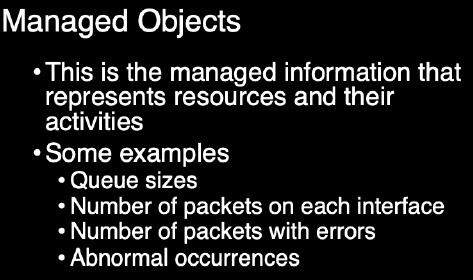 Managed Objects
• This is the managed information that
represents resources and their
activities
• Some examples
• Queue sizes
• Number of packets on each interface
• Number of packets with errors
• Abnormal occurrences